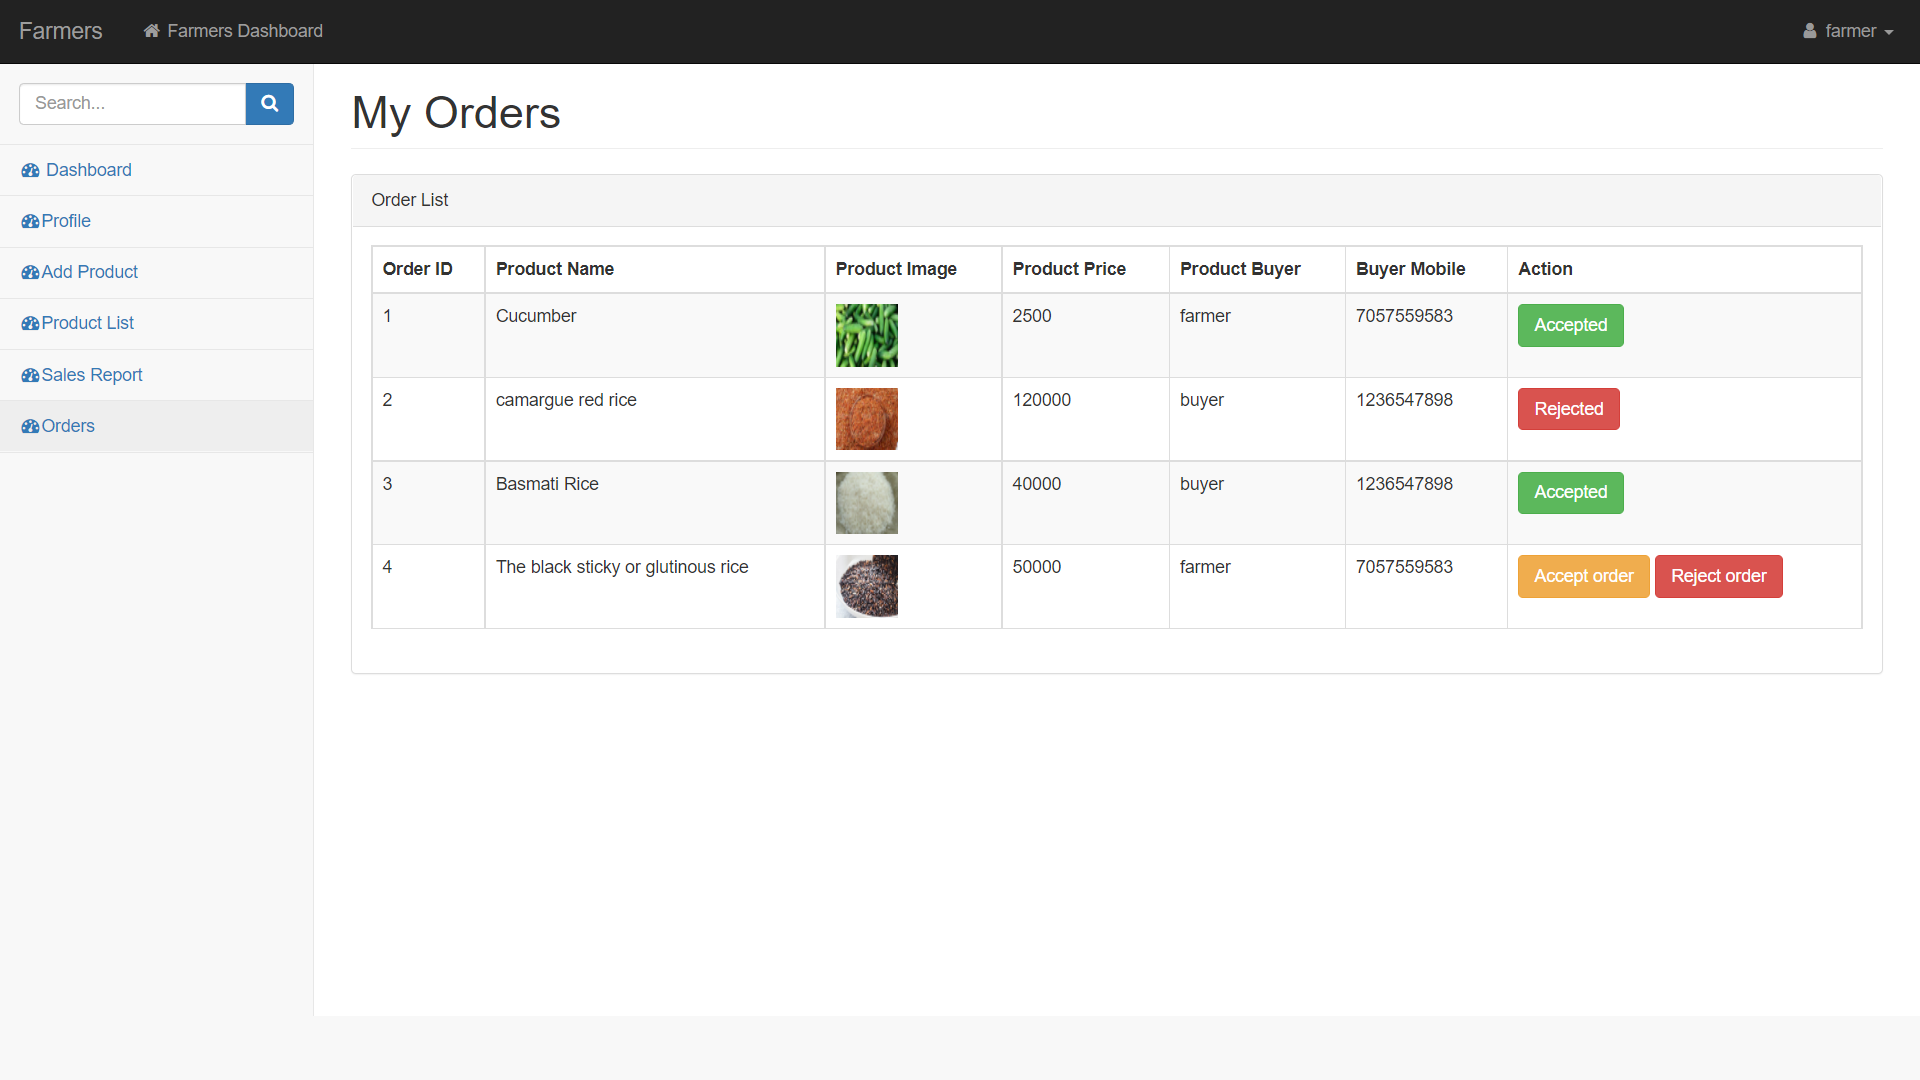 Farmers
Farmers Dashboard
farmer
Search...
Dashboard
Profile
Add Product
Product List
Sales Report
Orders
My Orders
Order List
Order ID Product Name Product Image Product Price Product Buyer Buyer Mobile Action
1 Cucumber 2500 farmer 7057559583 Accepted
2 camargue red rice 120000 buyer 1236547898 Rejected
3 Basmati Rice 40000 buyer 1236547898 Accepted
4 The black sticky or glutinous rice 50000 farmer 7057559583 Accept order Reject order